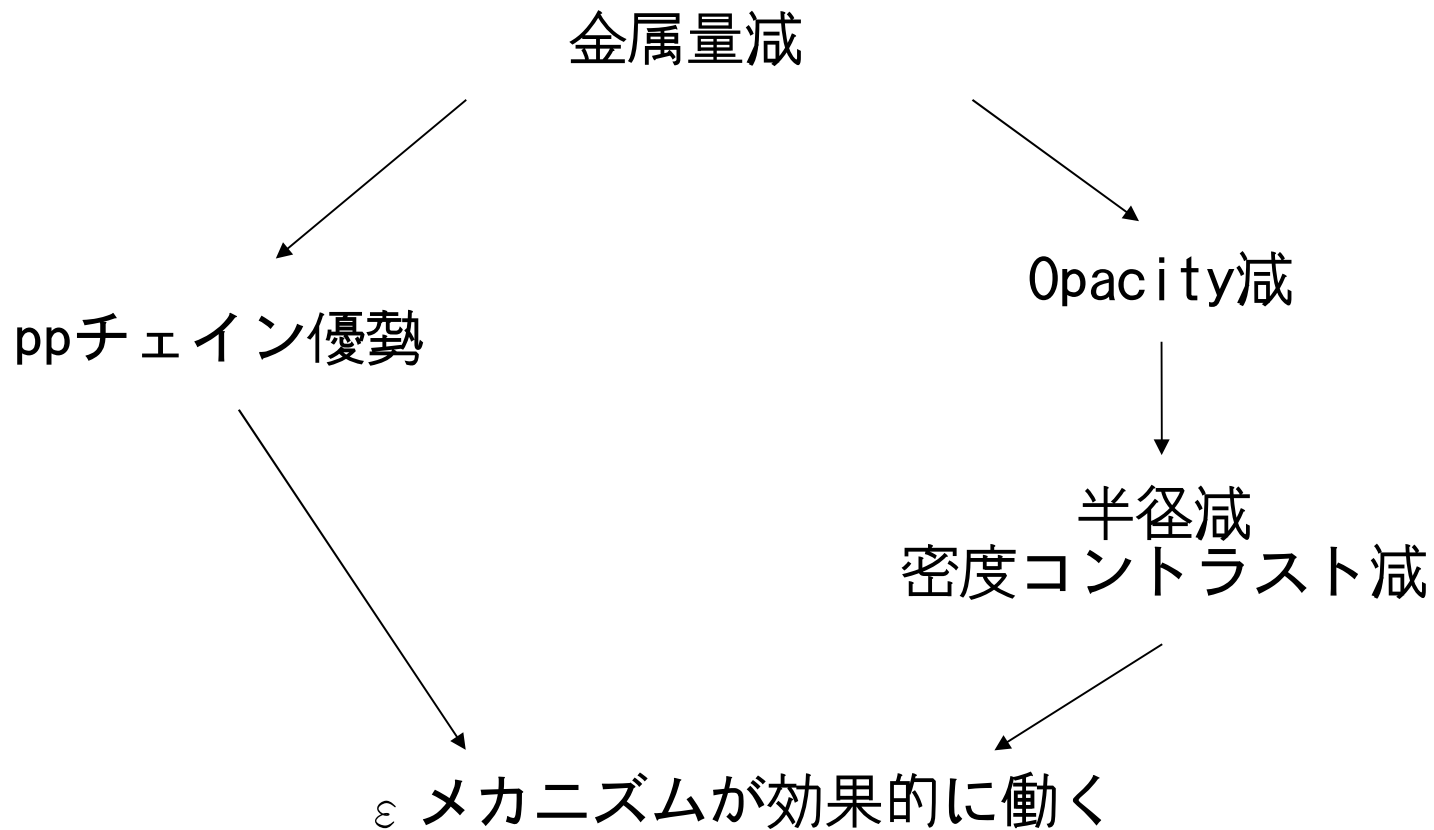 金属量減
Opacity減
ppチェイン優勢
半径減
密度コントラスト減
εメカニズムが効果的に働く